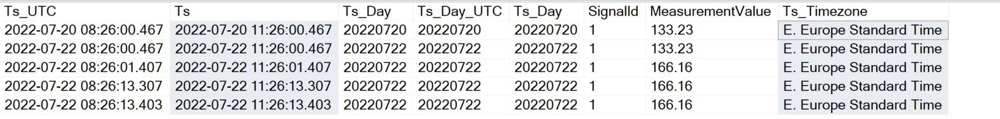 Ts_UTC Ts Ts_Day Ts_Day_UTC Ts_Day SignalId MeasurementValue Ts_Timezone
2022-07-20 08:26:00.467 2022-07-20 11:26:00.467 20220720 20220720 20220720 1 133.23 E. Europe Standard Time
2022-07-22 08:26:00.467 2022-07-22 11:26:00.467 20220722 20220722 20220722 1 133.23 E. Europe Standard Time
2022-07-22 08:26:01.407 2022-07-22 11:26:01.407 20220722 20220722 20220722 1 166.16 E. Europe Standard Time
2022-07-22 08:26:13.307 2022-07-22 11:26:13.307 20220722 20220722 20220722 1 166.16 E. Europe Standard Time
2022-07-22 08:26:13.403 2022-07-22 11:26:13.403 20220722 20220722 20220722 1 166.16 E. Europe Standard Time